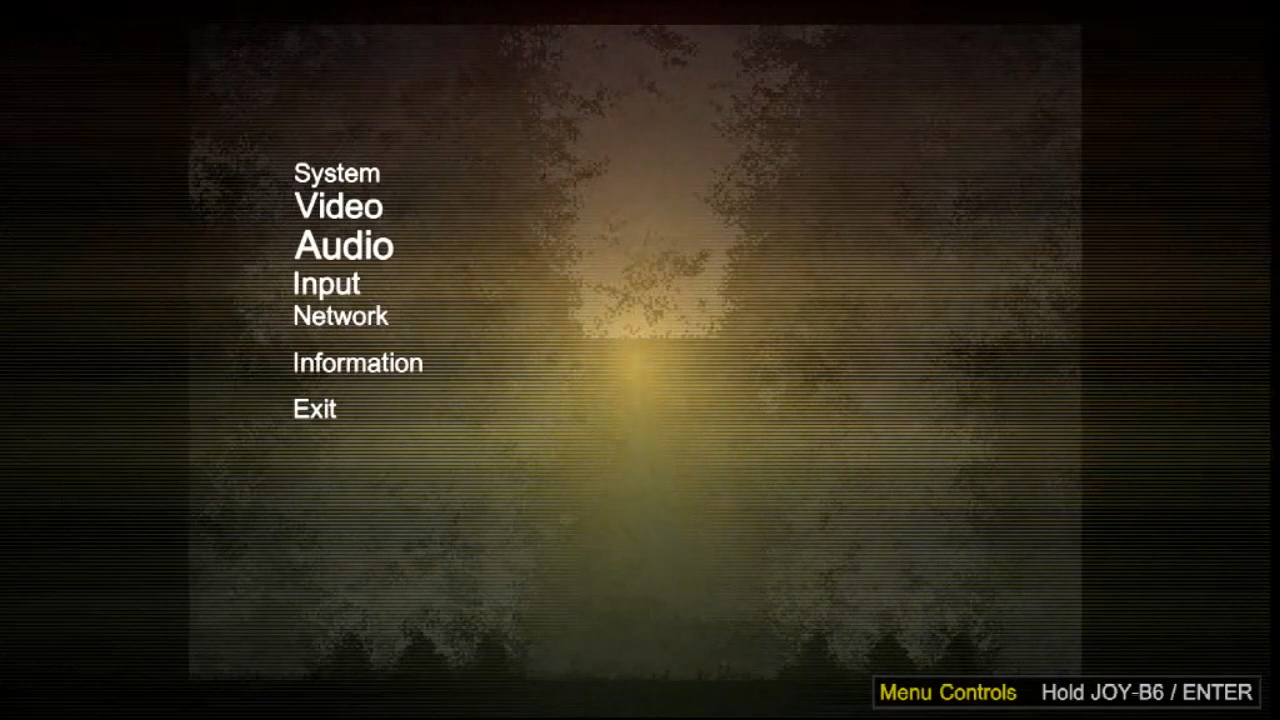 System
Video
Audio
Input
Network
Information
Exit
Menu Controls Hold JOY-B6 / ENTER